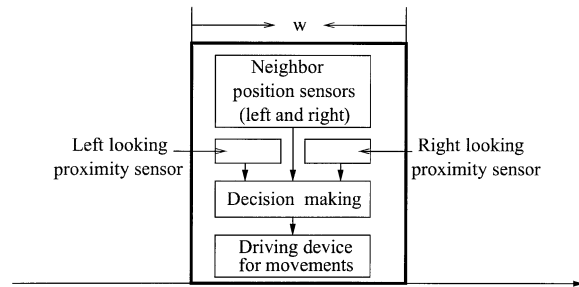 w
Neighbor
position sensors
(left and right)
Left looking
proximity sensor
Right looking
proximity sensor
Decision making
Driving device
for movements